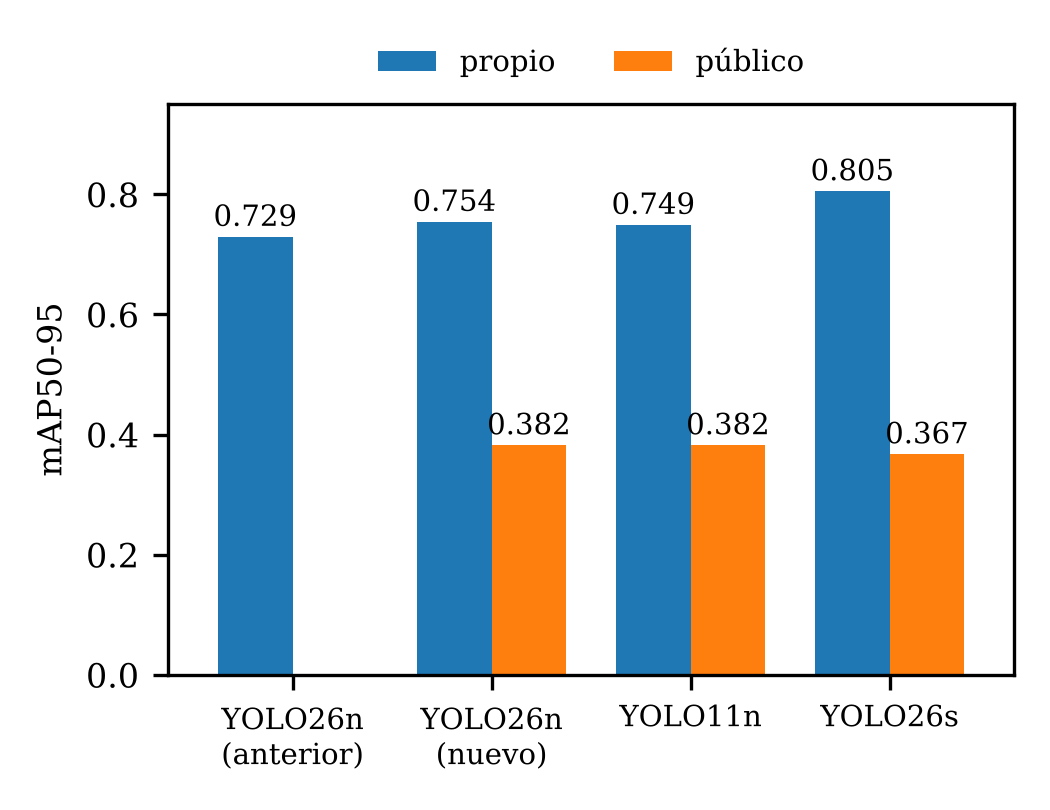 propio público
0.805
0.754
0.749
0.729
0.382 0.382
0.367
mAP50-95
0.8
0.6
0.4
0.2
0.0
YOLO26n
(anterior)
YOLO26n
(nuevo)
YOLO11n
YOLO26s